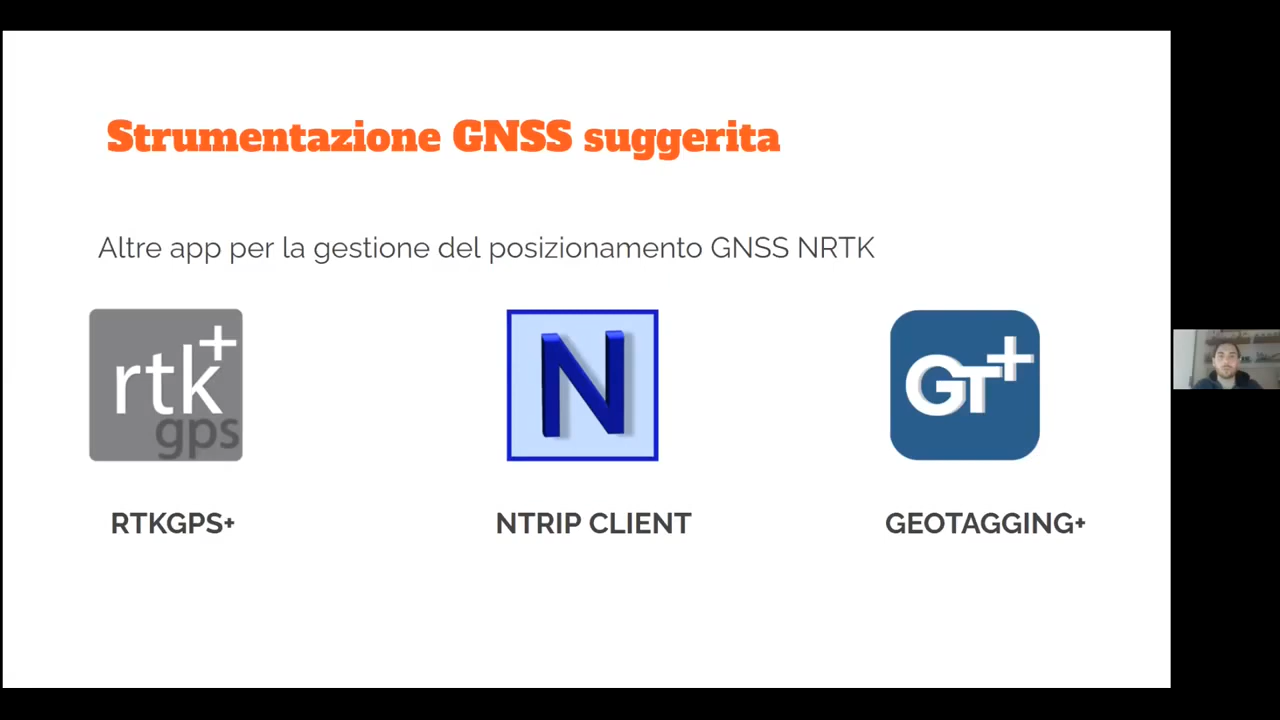 Strumentazione GNSS suggerita
Altre app per la gestione del posizionamento GNSS NRTK
rtk+
gps
N
GT+
RTKGPS+
NTRIP CLIENT
GEOTAGGING+